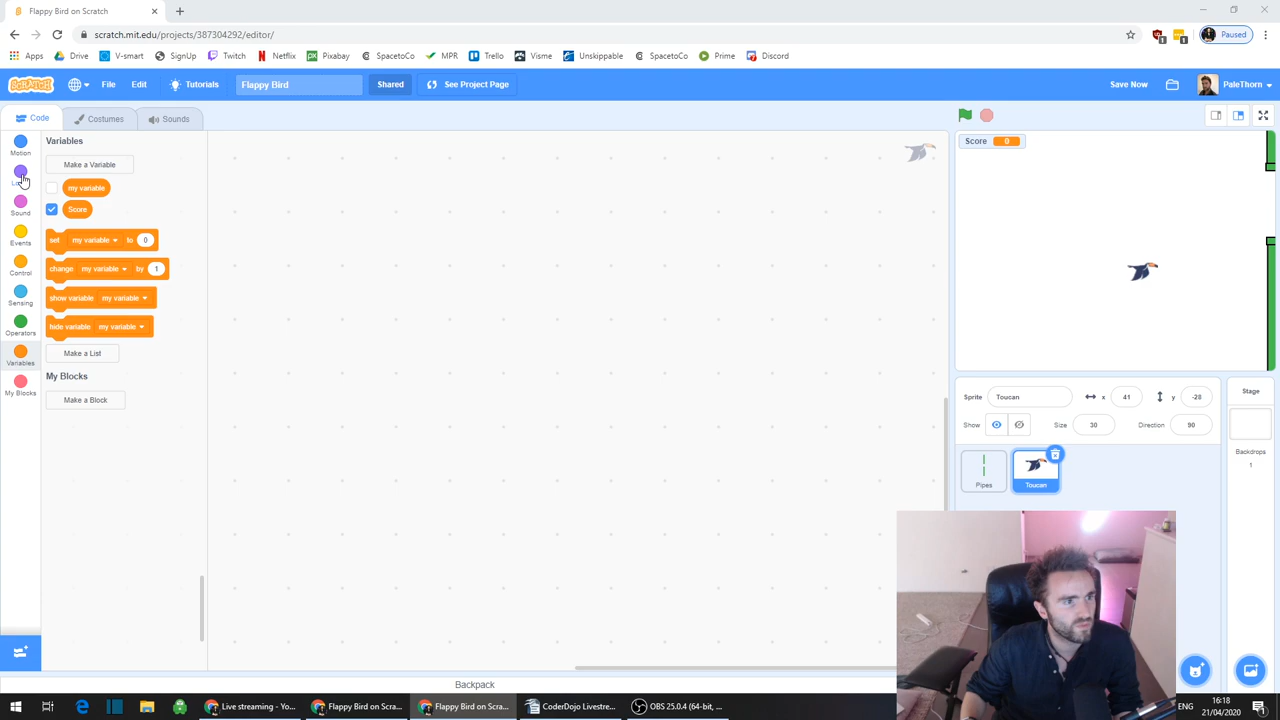 Flappy Bird on Scratch
scratch.mit.edu/projects/387304292/editor/
Paused
Apps Drive V-smart SignUp Twitch Netflix Pixabay SpacetoCo MPR Trello Visme Unskippable SpacetoCo Prime Discord
SCRATCH File Edit Tutorials Flappy Bird Shared See Project Page Save Now PaleThorn
Code Costumes Sounds
Motion
Sound
Events
Control
Sensing
Operators
Variables
My Blocks
Variables
Make a Variable
my variable
Score
set my variable to 0
change my variable by 1
show variable my variable
hide variable my variable
Make a List
My Blocks
Make a Block
Score 0
Sprite Toucan x 41 y -28
Show Size 30 Direction 90
Pipes
Toucan
Stage
Backdrops
1
Backpack
Live streaming - Yo...
Flappy Bird on Scra...
Flappy Bird on Scra...
CoderDojo Livestre...
OBS 25.0.4 (64-bit, ...
ENG
16:18
21/04/2020
1